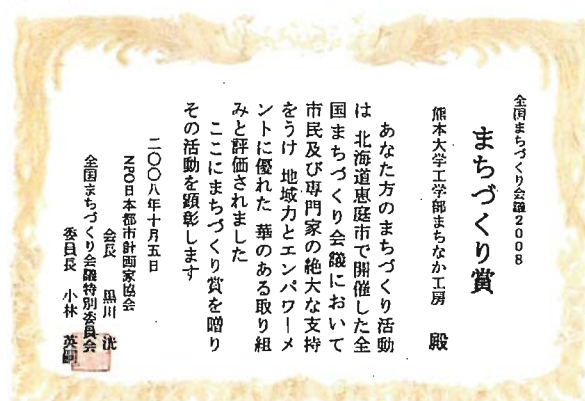 全国まちづくり会議2008
まちづくり賞
熊本大学工学部まちなか工房 殿
あなた方のまちづくり活動
は 北海道恵庭市で開催した全
国まちづくり会議において
市民及び専門家の絶大な支持
をうけ 地域力とエンパワーメ
ントに優れた 華のある取り組
みと評価されました
ここにまちづくり賞を贈り
その活動を顕彰します
二〇〇八年十月五日
NPO日本都市計画家協会
会長 黒川 洸
全国まちづくり会議特別委員会
委員長 小林 英嗣